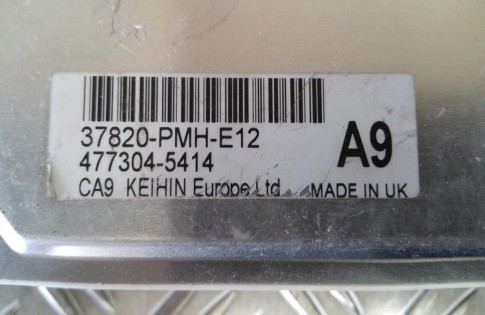 37820-PMH-E12
477304-5414
A9
CA9 KEIHIN Europe Ltd MADE IN UK